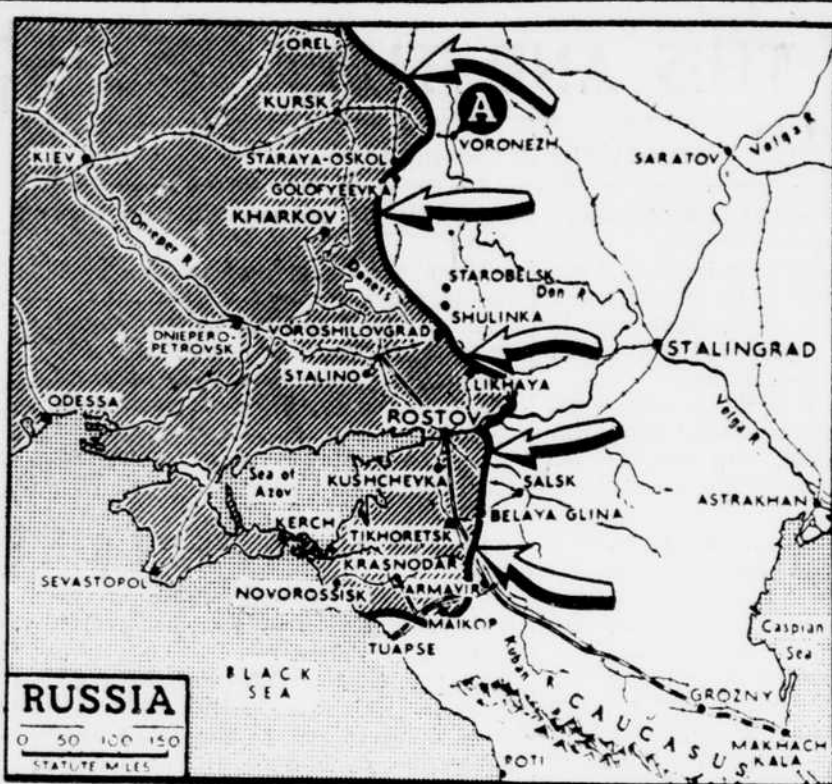 OREL
A
KURSK
VORONEZH
KIEV
STARAYA-OSKOL
SARATOV
Volga R
GOLOFYEEVKA
KHARKOV
Dnieper R
Donets
STAROBELSK
Don R
SHULINKA
DNIEPERO-
PETROVSK
VOROSHILOVGRAD
STALINGRAD
STALINO
LIKHAYA
ODESSA
ROSTOV
Volga R
Sea of
Azov
KUSHCHEVKA
SALSK
ASTRAKHAN
BELAYA GLINA
KERCH
TIKHORETSK
KRASNODAR
SEVASTOPOL
NOVOROSSISK
ARMAVIR
MAIKOP
TUAPSE
Caspian
Sea
BLACK
SEA
Kuban R
GROZNY
CAUCASUS
MAKHACH
KALA
POTI
RUSSIA
0 50 100 150
STATUTE MILES